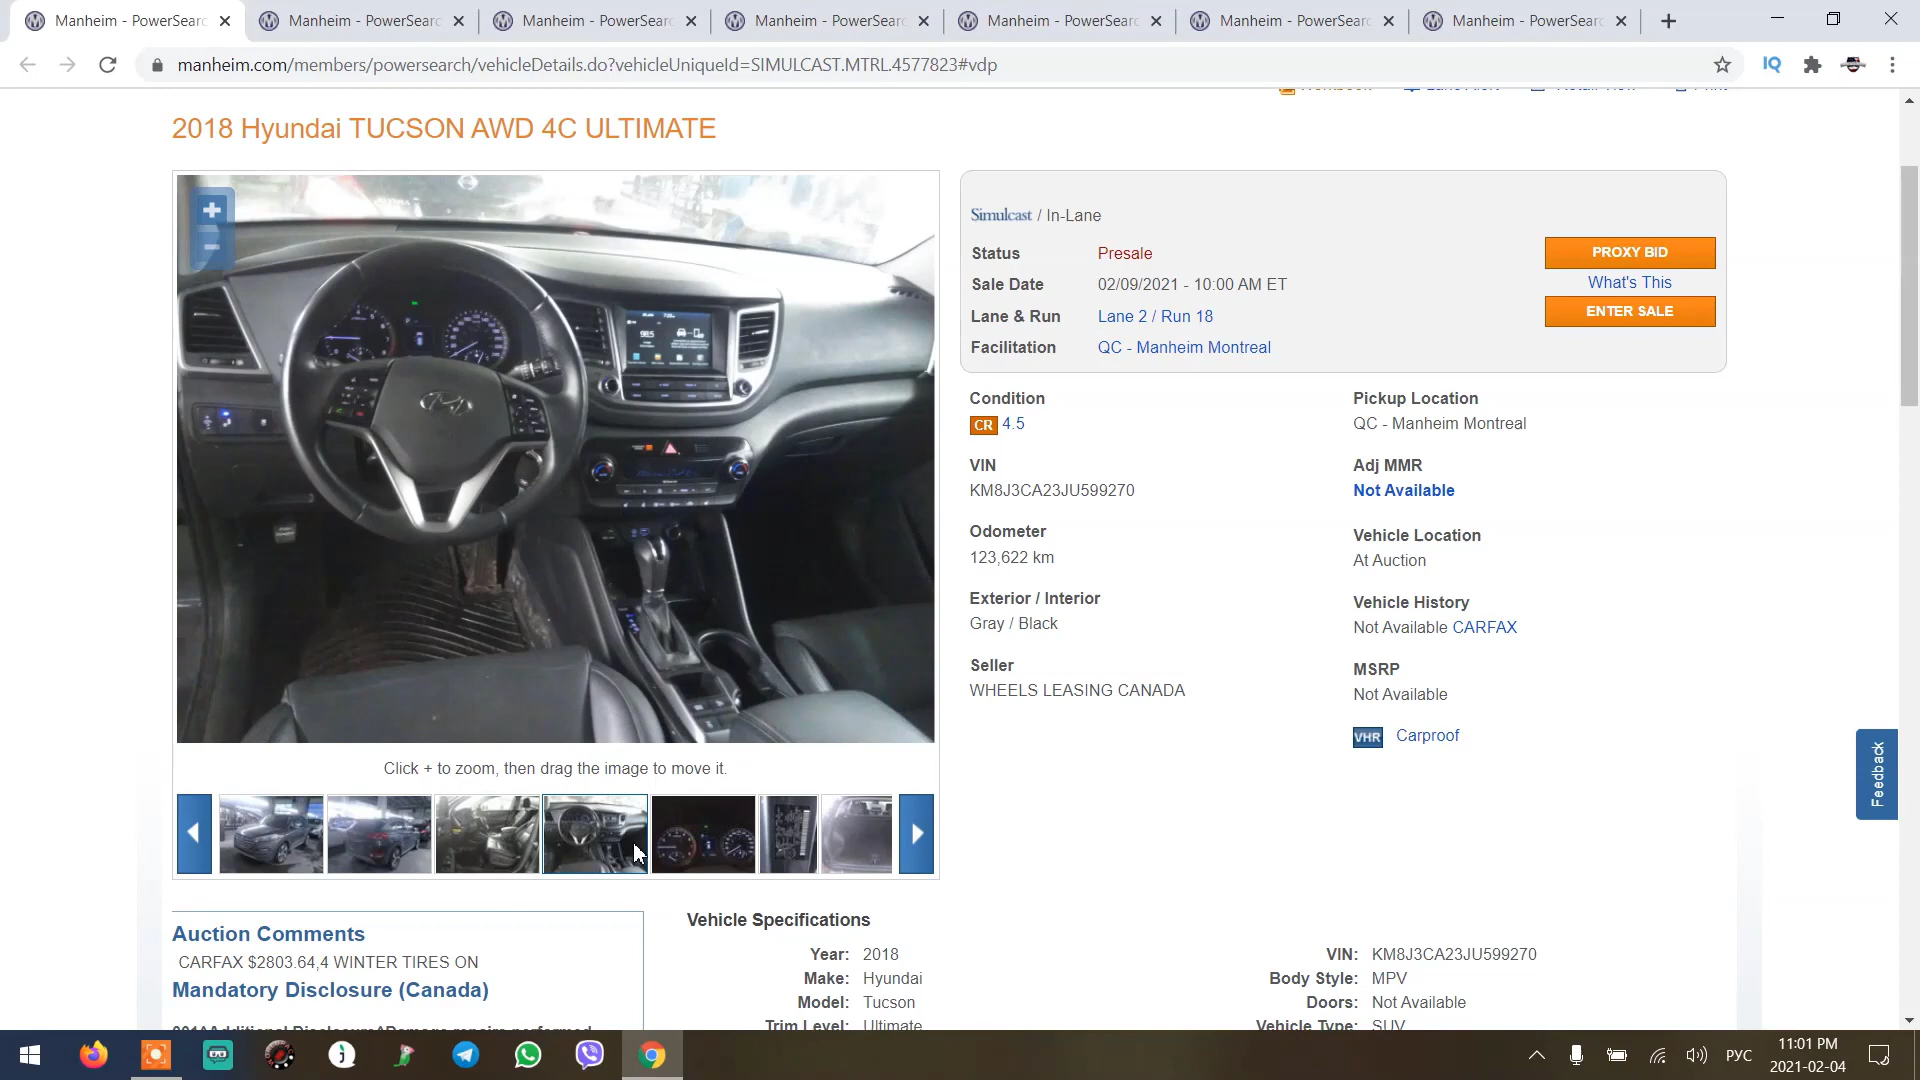 Manheim - PowerSearc
Manheim - PowerSearc
Manheim - PowerSearc
Manheim - PowerSearc
Manheim - PowerSearc
Manheim - PowerSearc
Manheim - PowerSearc
manheim.com/members/powersearch/vehicleDetails.do?vehicleUniqueId=SIMULCAST.MTRL.4577823#vdp
IQ
2018 Hyundai TUCSON AWD 4C ULTIMATE
Simulcast / In-Lane
Status Presale
PROXY BID
What's This
Sale Date 02/09/2021 - 10:00 AM ET
ENTER SALE
Lane & Run Lane 2 / Run 18
Facilitation QC - Manheim Montreal
Condition
CR 4.5
VIN
KM8J3CA23JU599270
Odometer
123,622 km
Exterior / Interior
Gray / Black
Seller
WHEELS LEASING CANADA
Pickup Location
QC - Manheim Montreal
Adj MMR
Not Available
Vehicle Location
At Auction
Vehicle History
Not Available CARFAX
MSRP
Not Available
VHR Carproof
Feedback
Click + to zoom, then drag the image to move it.
Auction Comments
CARFAX $2803.64,4 WINTER TIRES ON
Mandatory Disclosure (Canada)
Vehicle Specifications
Year: 2018
Make: Hyundai
Model: Tucson
Trim Level: Ultimate
VIN: KM8J3CA23JU599270
Body Style: MPV
Doors: Not Available
Vehicle Type: SUV
РУС
11:01 PM
2021-02-04